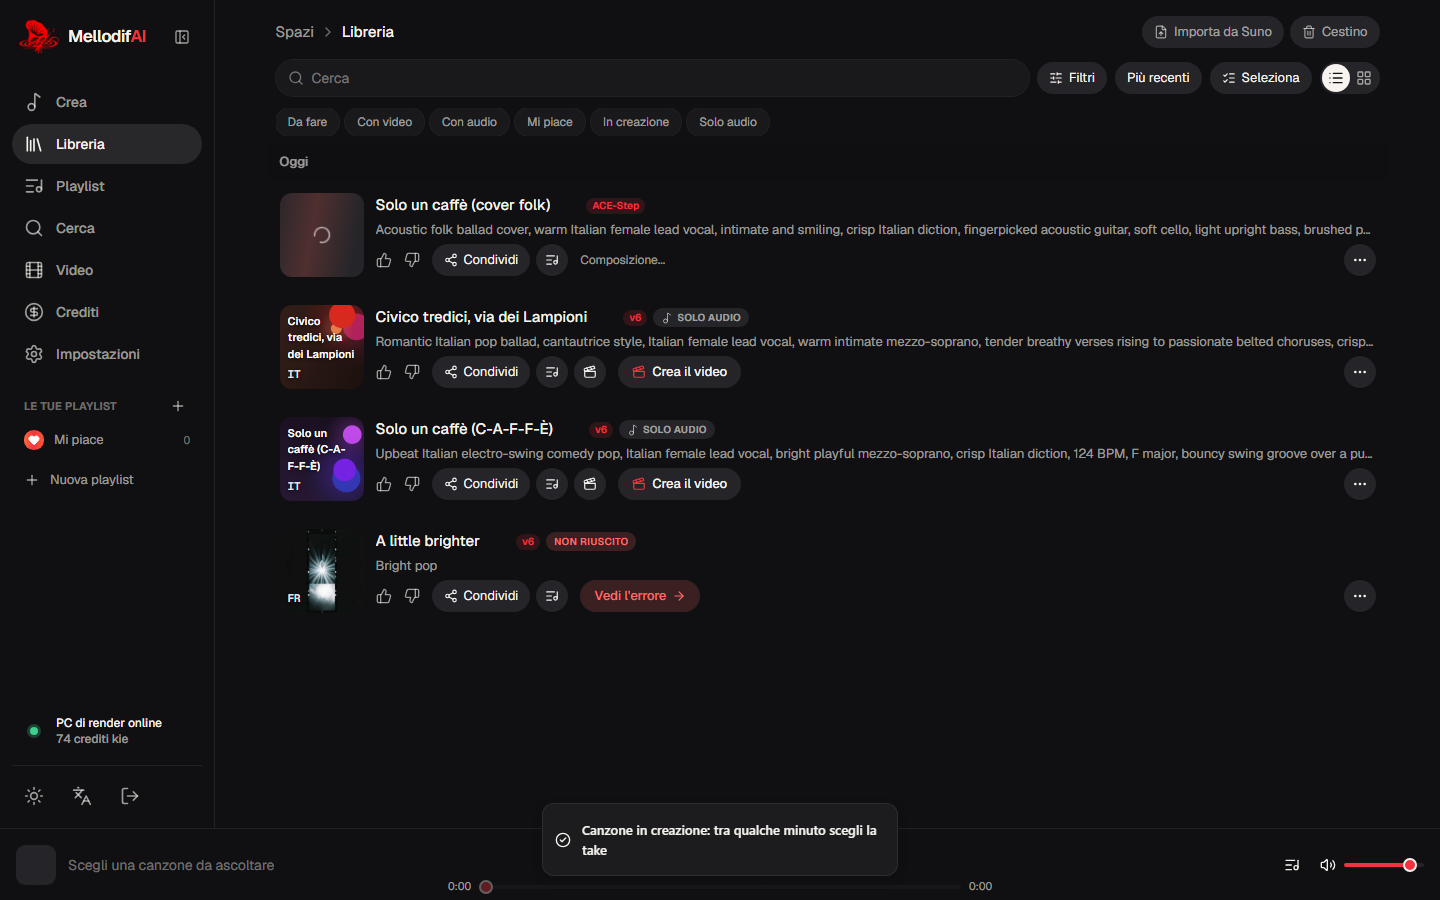 MellodifAI
Crea
Libreria
Playlist
Cerca
Video
Crediti
Impostazioni
LE TUE PLAYLIST
Mi piace 0
Nuova playlist
PC di render online
74 crediti kie
Spazi > Libreria
Importa da Suno
Cestino
Cerca
Filtri
Più recenti
Seleziona
Da fare
Con video
Con audio
Mi piace
In creazione
Solo audio
Oggi
Solo un caffè (cover folk) ACE-Step
Acoustic folk ballad cover, warm Italian female lead vocal, intimate and smiling, crisp Italian diction, fingerpicked acoustic guitar, soft cello, light upright bass, brushed p...
Condividi
Composizione...
Civico
tredici, via
dei Lampioni
IT
Civico tredici, via dei Lampioni v6 SOLO AUDIO
Romantic Italian pop ballad, cantautrice style, Italian female lead vocal, warm intimate mezzo-soprano, tender breathy verses rising to passionate belted choruses, crisp...
Condividi
Crea il video
Solo un
caffè (C-A-
F-F-È)
IT
Solo un caffè (C-A-F-F-È) v6 SOLO AUDIO
Upbeat Italian electro-swing comedy pop, Italian female lead vocal, bright playful mezzo-soprano, crisp Italian diction, 124 BPM, F major, bouncy swing groove over a pu...
Condividi
Crea il video
FR
A little brighter v6 NON RIUSCITO
Bright pop
Condividi
Vedi l'errore →
Canzone in creazione: tra qualche minuto scegli la
take
Scegli una canzone da ascoltare
0:00
0:00